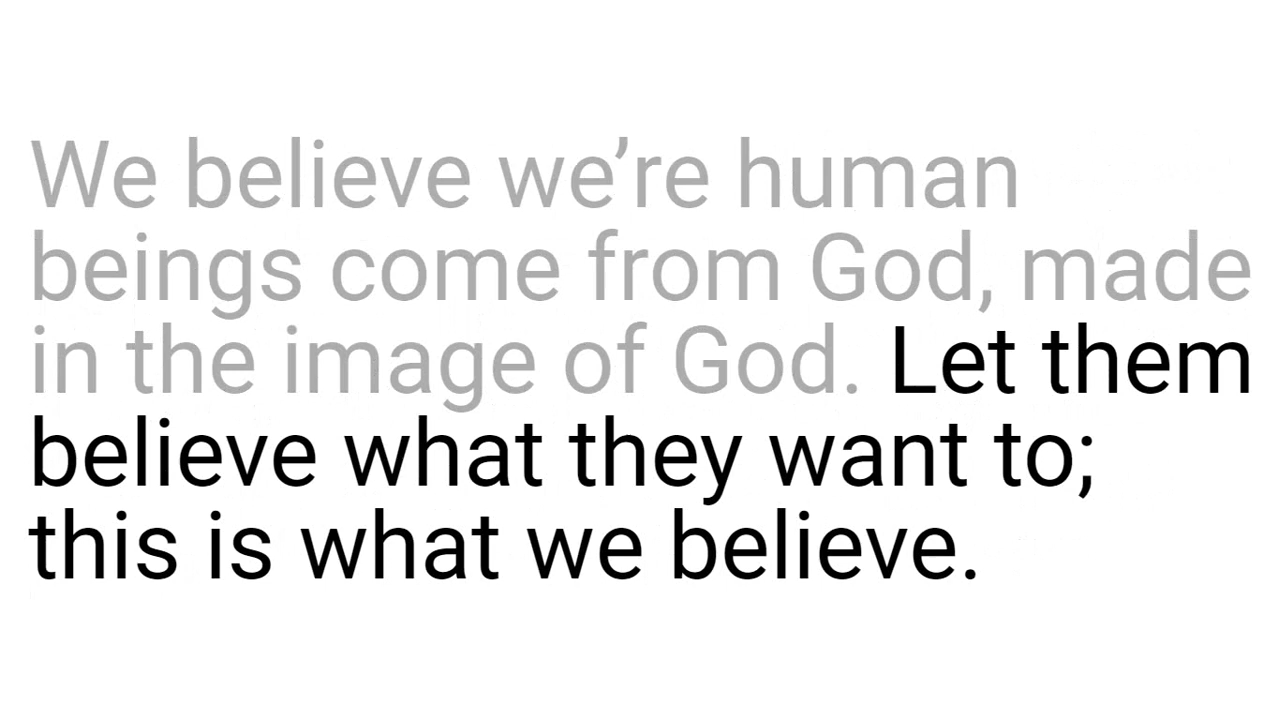 We believe we’re human
beings come from God, made
in the image of God. Let them
believe what they want to;
this is what we believe.